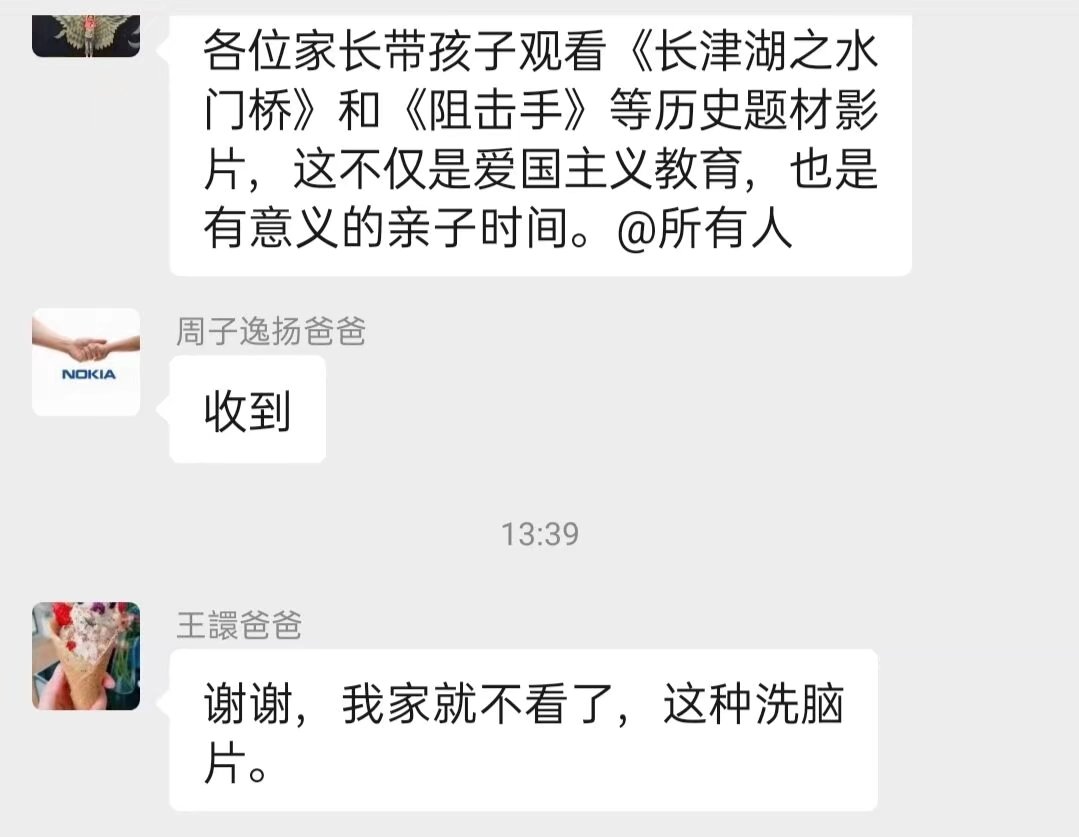 各位家长带孩子观看《长津湖之水
门桥》和《阻击手》等历史题材影
片，这不仅是爱国主义教育，也是
有意义的亲子时间。@所有人
周子逸扬爸爸
NOKIA
收到
13:39
王譞爸爸
谢谢，我家就不看了，这种洗脑
片。